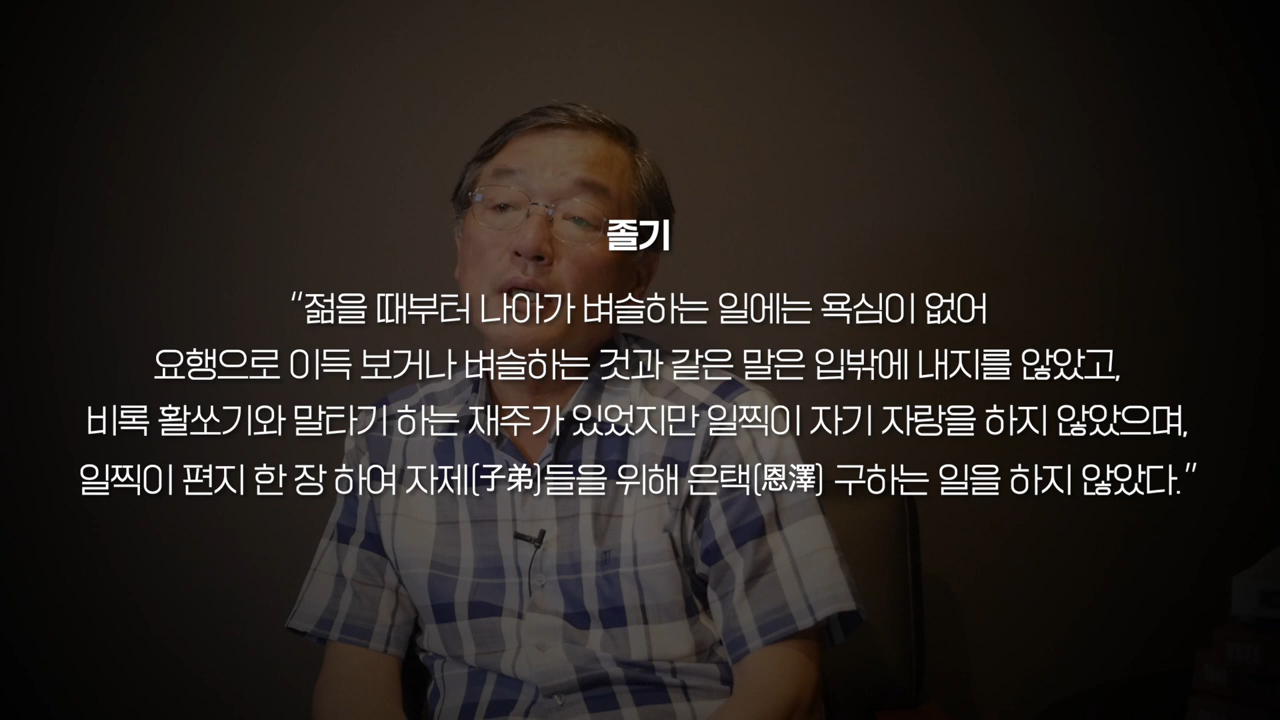 졸기
“젊을 때부터 나아가 벼슬하는 일에는 욕심이 없어
요행으로 이득 보거나 벼슬하는 것과 같은 말은 입밖에 내지를 않았고,
비록 활쏘기와 말타기 하는 재주가 있었지만 일찍이 자기 자랑을 하지 않았으며,
일찍이 편지 한 장 하여 자제(子弟)들을 위해 은택(恩澤) 구하는 일을 하지 않았다.”